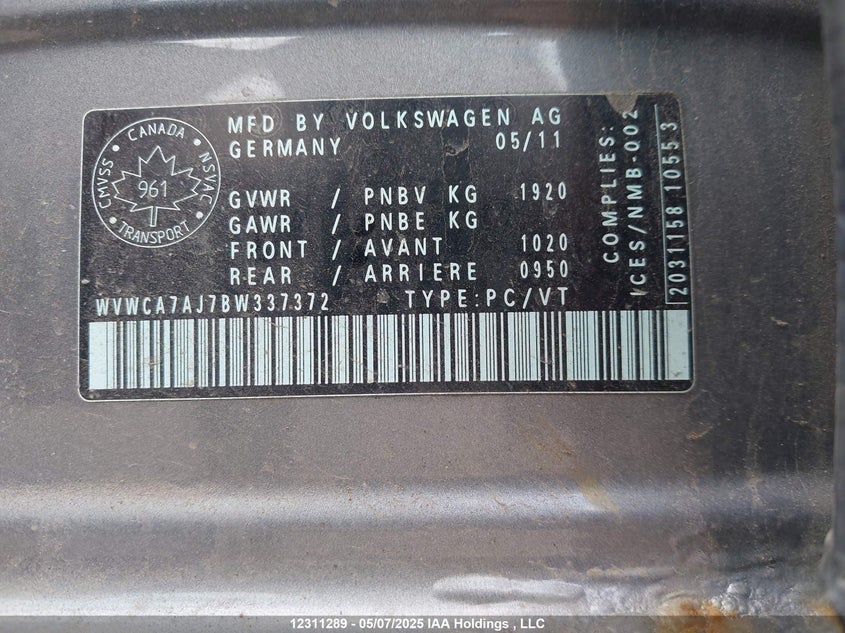 CANADA
CMVSS
NSVAC
961
TRANSPORT
MFD BY VOLKSWAGEN AG
GERMANY 05/11
GVWR / PNBV KG 1920
GAWR / PNBE KG
FRONT / AVANT 1020
REAR / ARRIERE 0950
WVWCA7AJ7BW337372 TYPE:PC/VT
COMPLIES:
ICES/NMB-002
2031158 1055 3
12311289 - 05/07/2025 IAA Holdings , LLC